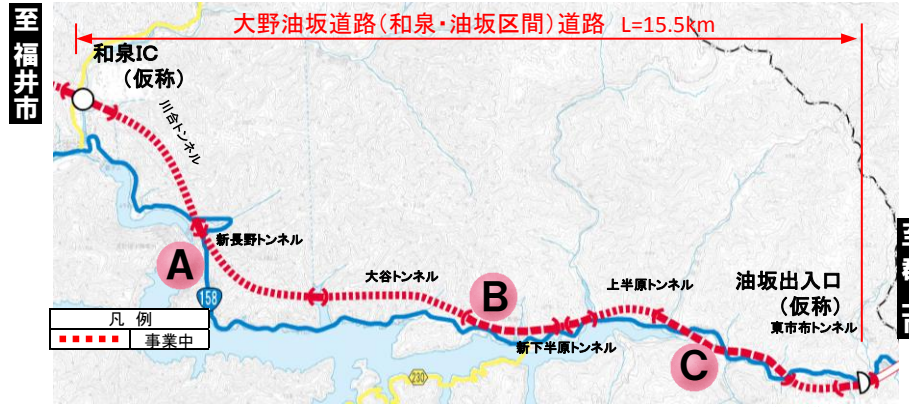 大野油坂道路(和泉・油坂区間)道路 L=15.5km
至 福井市
和泉IC
(仮称)
川合トンネル
A
新長野トンネル
158
大谷トンネル
B
上半原トンネル
油坂出入口
(仮称)
東市布トンネル
新下半原トンネル
C
230
凡 例
事業中
至